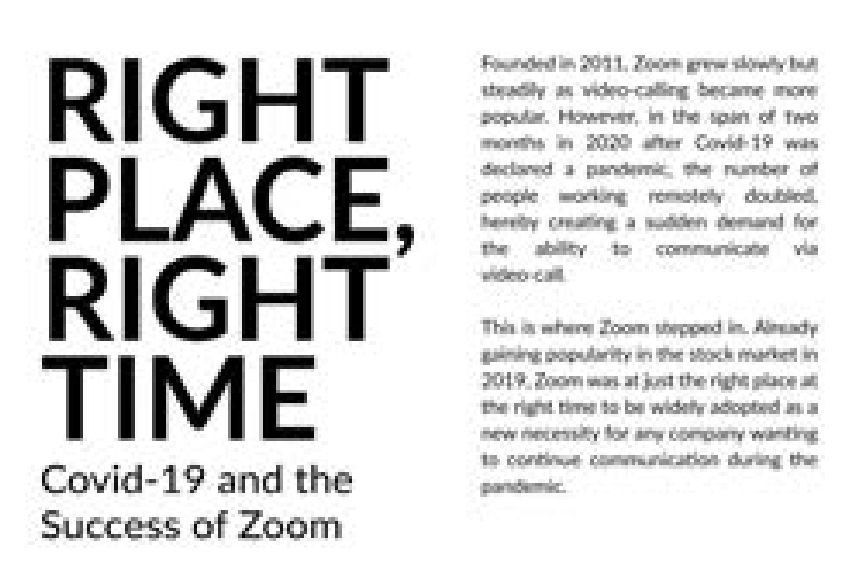 RIGHT
PLACE,
RIGHT
TIME
Covid-19 and the
Success of Zoom
Founded in 2011, Zoom grew slowly but
steadily as video-calling became more
popular. However, in the span of two
months in 2020 after Covid-19 was
declared a pandemic, the number of
people working remotely doubled,
hereby creating a sudden demand for
the ability to communicate via
video-call.
This is where Zoom stepped in. Already
gaining popularity in the stock market in
2019, Zoom was at just the right place at
the right time to be widely adopted as a
new necessity for any company wanting
to continue communication during the
pandemic.